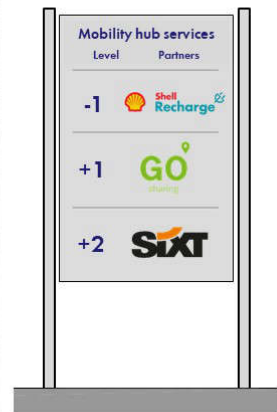 Mobility hub services
Level Partners
-1 Shell Recharge
+1 GO sharing
+2 SIXT